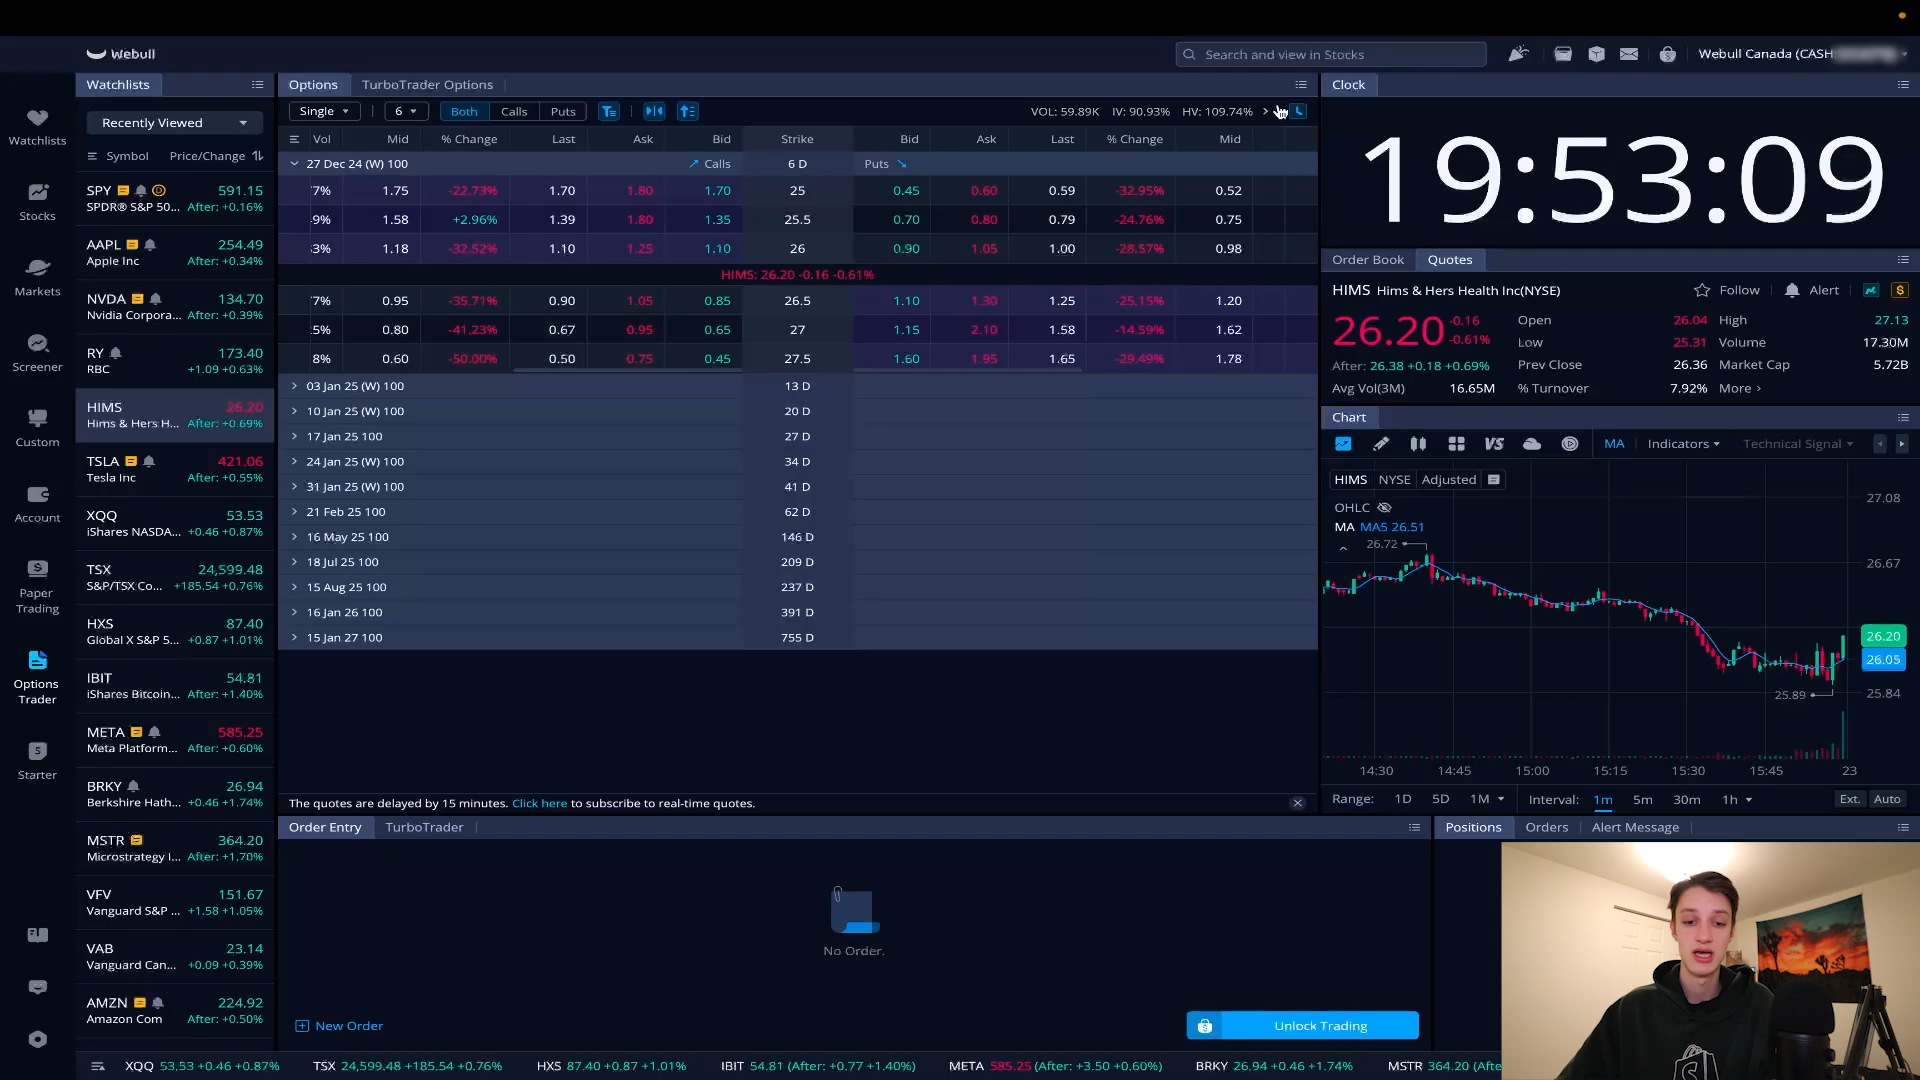 Webull
Search and view in Stocks
Webull Canada (CASH
Watchlists
Stocks
Markets
Screener
Custom
Account
Paper
Trading
Options
Trader
Starter
Watchlists
Recently Viewed
Symbol Price/Change
SPY 591.15
SPDR® S&P 50... After: +0.16%
AAPL 254.49
Apple Inc After: +0.34%
NVDA 134.70
Nvidia Corpora... After: +0.39%
RY 173.40
RBC +1.09 +0.63%
HIMS 26.20
Hims & Hers H... After: +0.69%
TSLA 421.06
Tesla Inc After: +0.55%
XQQ 53.53
iShares NASDA... +0.46 +0.87%
TSX 24,599.48
S&P/TSX Co... +185.54 +0.76%
HXS 87.40
Global X S&P 5... +0.87 +1.01%
IBIT 54.81
iShares Bitcoin... After: +1.40%
META 585.25
Meta Platform... After: +0.60%
BRKY 26.94
Berkshire Hath... +0.46 +1.74%
MSTR 364.20
Microstrategy I... After: +1.70%
VFV 151.67
Vanguard S&P ... +1.58 +1.05%
VAB 23.14
Vanguard Can... +0.09 +0.39%
AMZN 224.92
Amazon Com After: +0.50%
Options TurboTrader Options
Single 6 Both Calls Puts VOL: 59.89K IV: 90.93% HV: 109.74%
Vol Mid % Change Last Ask Bid Strike Bid Ask Last % Change Mid
27 Dec 24 (W) 100 Calls 6 D Puts
7% 1.75 -22.73% 1.70 1.80 1.70 25 0.45 0.60 0.59 -32.95% 0.52
9% 1.58 +2.96% 1.39 1.80 1.35 25.5 0.70 0.80 0.79 -24.76% 0.75
3% 1.18 -32.52% 1.10 1.25 1.10 26 0.90 1.05 1.00 -28.57% 0.98
HIMS: 26.20 -0.16 -0.61%
7% 0.95 -35.71% 0.90 1.05 0.85 26.5 1.10 1.30 1.25 -25.15% 1.20
5% 0.80 -41.23% 0.67 0.95 0.65 27 1.15 2.10 1.58 -14.59% 1.62
8% 0.60 -50.00% 0.50 0.75 0.45 27.5 1.60 1.95 1.65 -29.49% 1.78
03 Jan 25 (W) 100 13 D
10 Jan 25 (W) 100 20 D
17 Jan 25 100 27 D
24 Jan 25 (W) 100 34 D
31 Jan 25 (W) 100 41 D
21 Feb 25 100 62 D
16 May 25 100 146 D
18 Jul 25 100 209 D
15 Aug 25 100 237 D
16 Jan 26 100 391 D
15 Jan 27 100 755 D
The quotes are delayed by 15 minutes. Click here to subscribe to real-time quotes.
Order Entry TurboTrader
No Order.
New Order
Unlock Trading
Clock
19:53:09
Order Book Quotes
HIMS Hims & Hers Health Inc(NYSE) Follow Alert
26.20 -0.16 -0.61%
Open 26.04 High 27.13
Low 25.31 Volume 17.30M
After: 26.38 +0.18 +0.69% Prev Close 26.36 Market Cap 5.72B
Avg Vol(3M) 16.65M % Turnover 7.92% More
Chart
VS MA Indicators Technical Signal
HIMS NYSE Adjusted
OHLC
MA MA5 26.51
26.72
25.89
27.08
26.67
26.20
26.05
25.84
14:30 14:45 15:00 15:15 15:30 15:45 23
Range: 1D 5D 1M Interval: 1m 5m 30m 1h Ext. Auto
Positions Orders Alert Message
XQQ 53.53 +0.46 +0.87% TSX 24,599.48 +185.54 +0.76% HXS 87.40 +0.87 +1.01% IBIT 54.81 (After: +0.77 +1.40%) META 585.25 (After: +3.50 +0.60%) BRKY 26.94 +0.46 +1.74% MSTR 364.20 (Afte